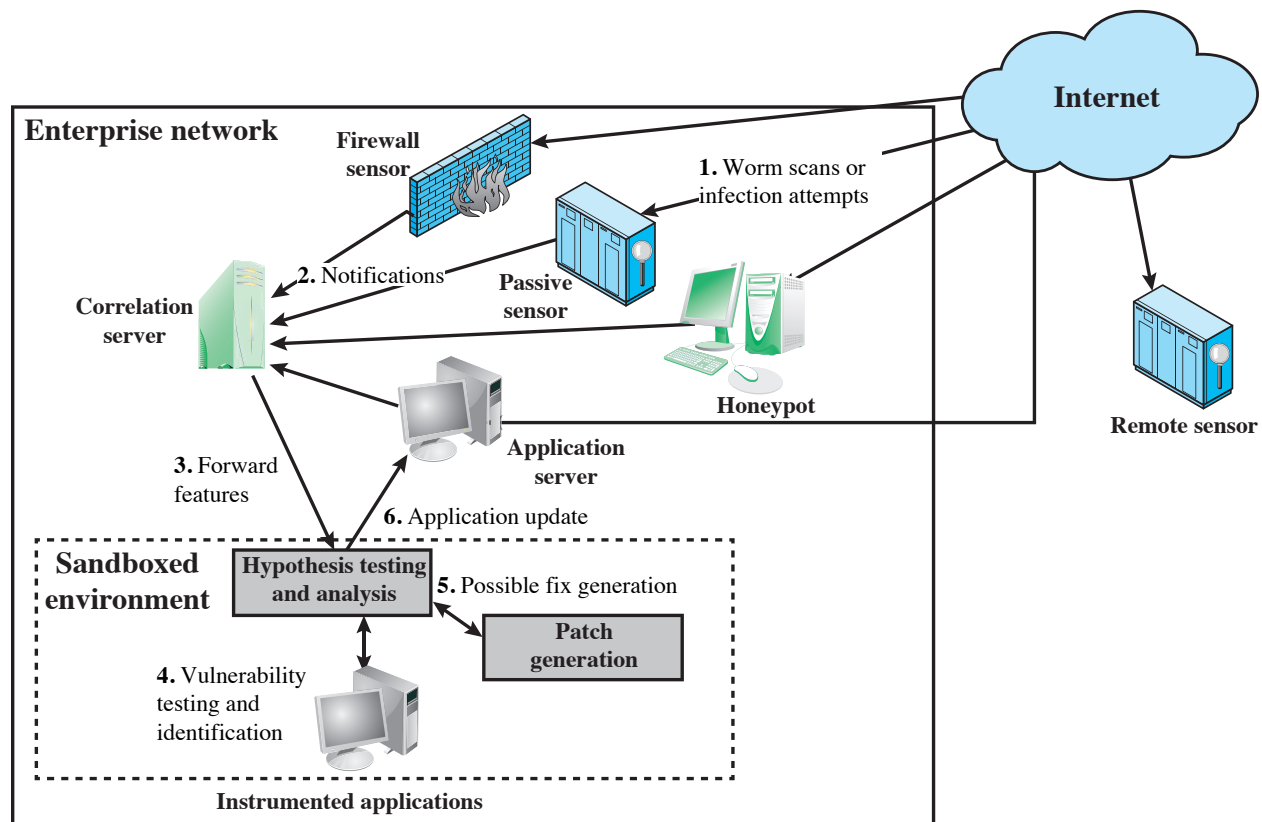 Internet
Enterprise network
Firewall
sensor
1. Worm scans or
infection attempts
2. Notifications
Passive
sensor
Correlation
server
Honeypot
Remote sensor
Application
server
3. Forward
features
6. Application update
Sandboxed
environment
Hypothesis testing
and analysis
5. Possible fix generation
Patch
generation
4. Vulnerability
testing and
identification
Instrumented applications